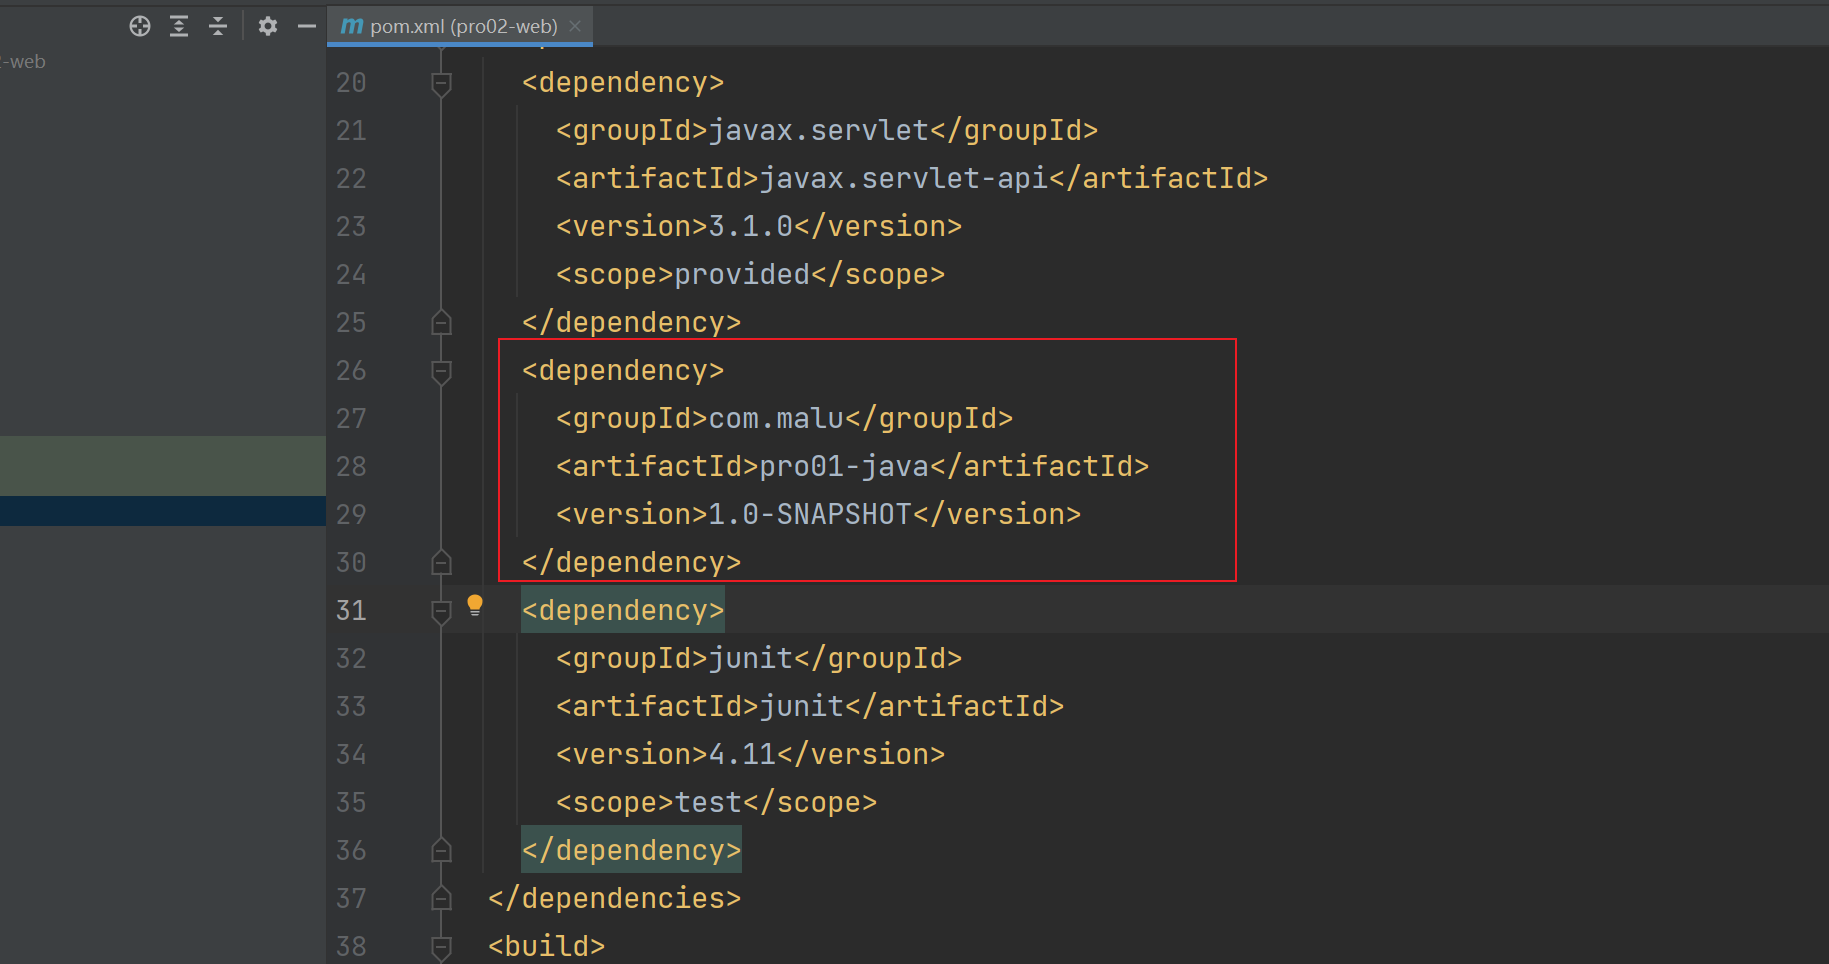 m pom.xml (pro02-web)
-web
20 <dependency>
21 <groupId>javax.servlet</groupId>
22 <artifactId>javax.servlet-api</artifactId>
23 <version>3.1.0</version>
24 <scope>provided</scope>
25 </dependency>
26 <dependency>
27 <groupId>com.malu</groupId>
28 <artifactId>pro01-java</artifactId>
29 <version>1.0-SNAPSHOT</version>
30 </dependency>
31 <dependency>
32 <groupId>junit</groupId>
33 <artifactId>junit</artifactId>
34 <version>4.11</version>
35 <scope>test</scope>
36 </dependency>
37 </dependencies>
38 <build>